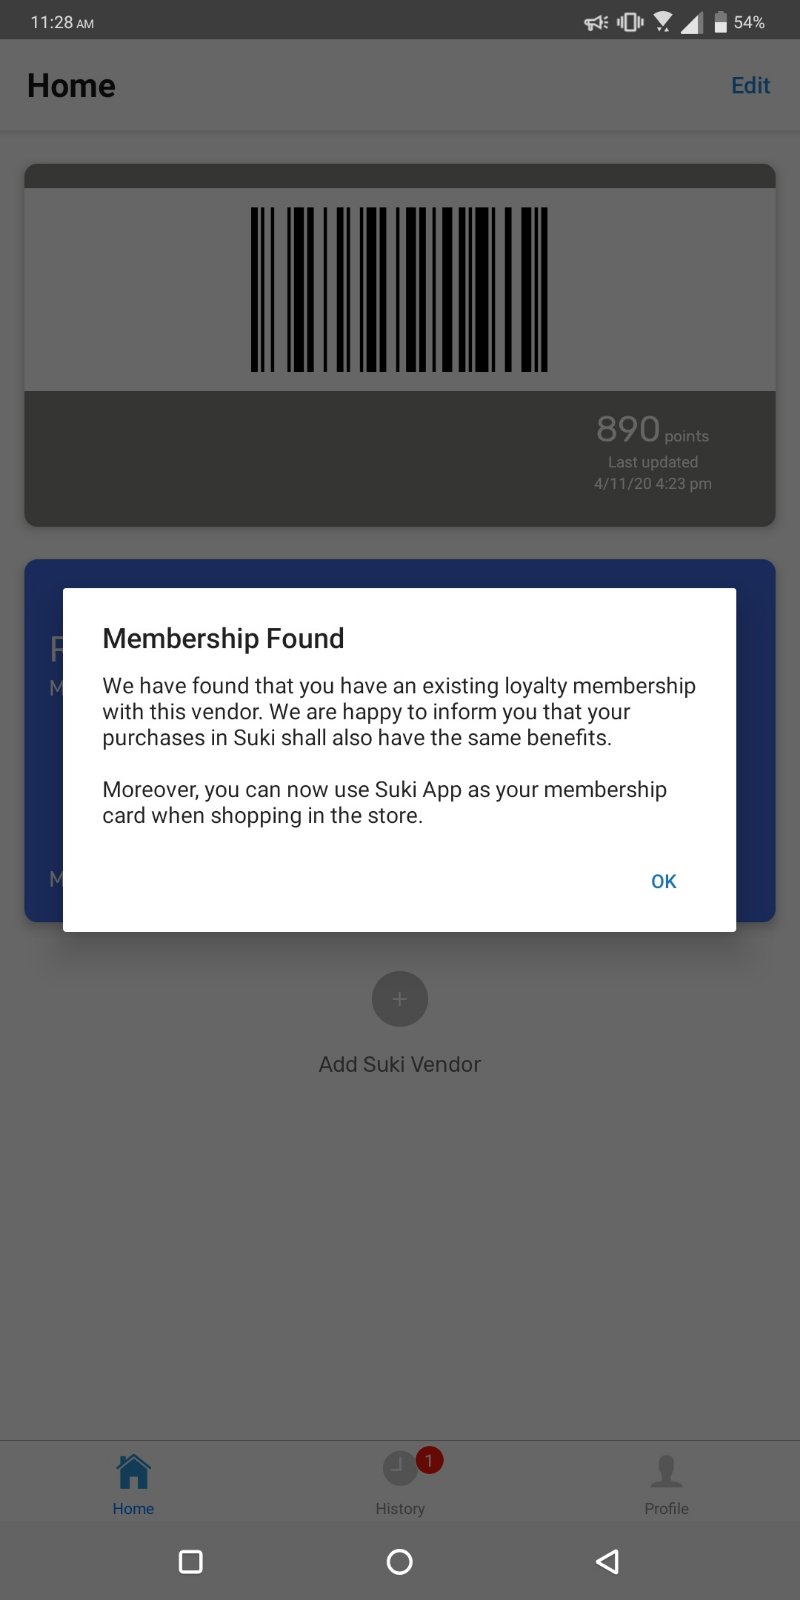 11:28 AM
54%
Home
Edit
890 points
Last updated
4/11/20 4:23 pm
Membership Found
We have found that you have an existing loyalty membership
with this vendor. We are happy to inform you that your
purchases in Suki shall also have the same benefits.
Moreover, you can now use Suki App as your membership
card when shopping in the store.
OK
+
Add Suki Vendor
1
Home
History
Profile